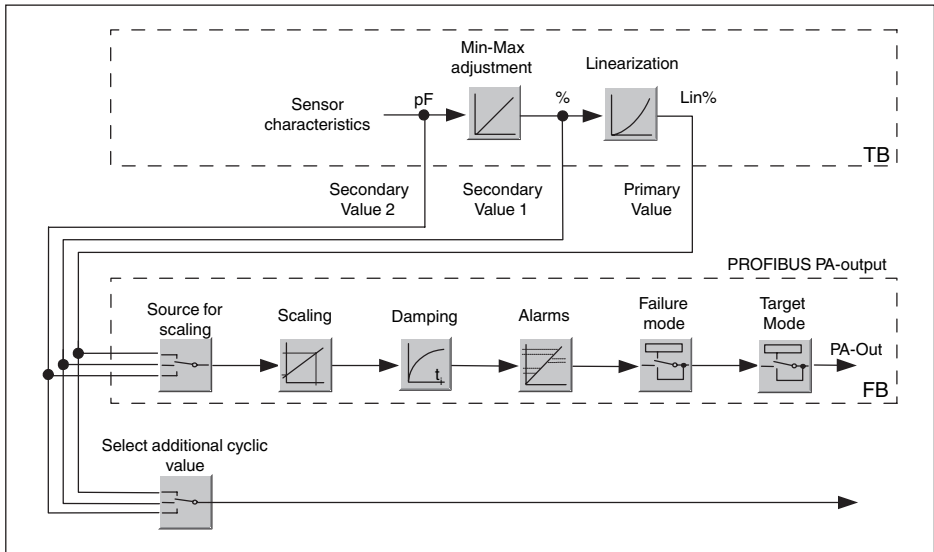 Min-Max
adjustment
Linearization
Sensor
characteristics
pF
%
Lin%
TB
Secondary
Value 2
Secondary
Value 1
Primary
Value
PROFIBUS PA-output
Source for
scaling
Scaling
Damping
Alarms
Failure
mode
Target
Mode
t
PA-Out
FB
Select additional cyclic
value